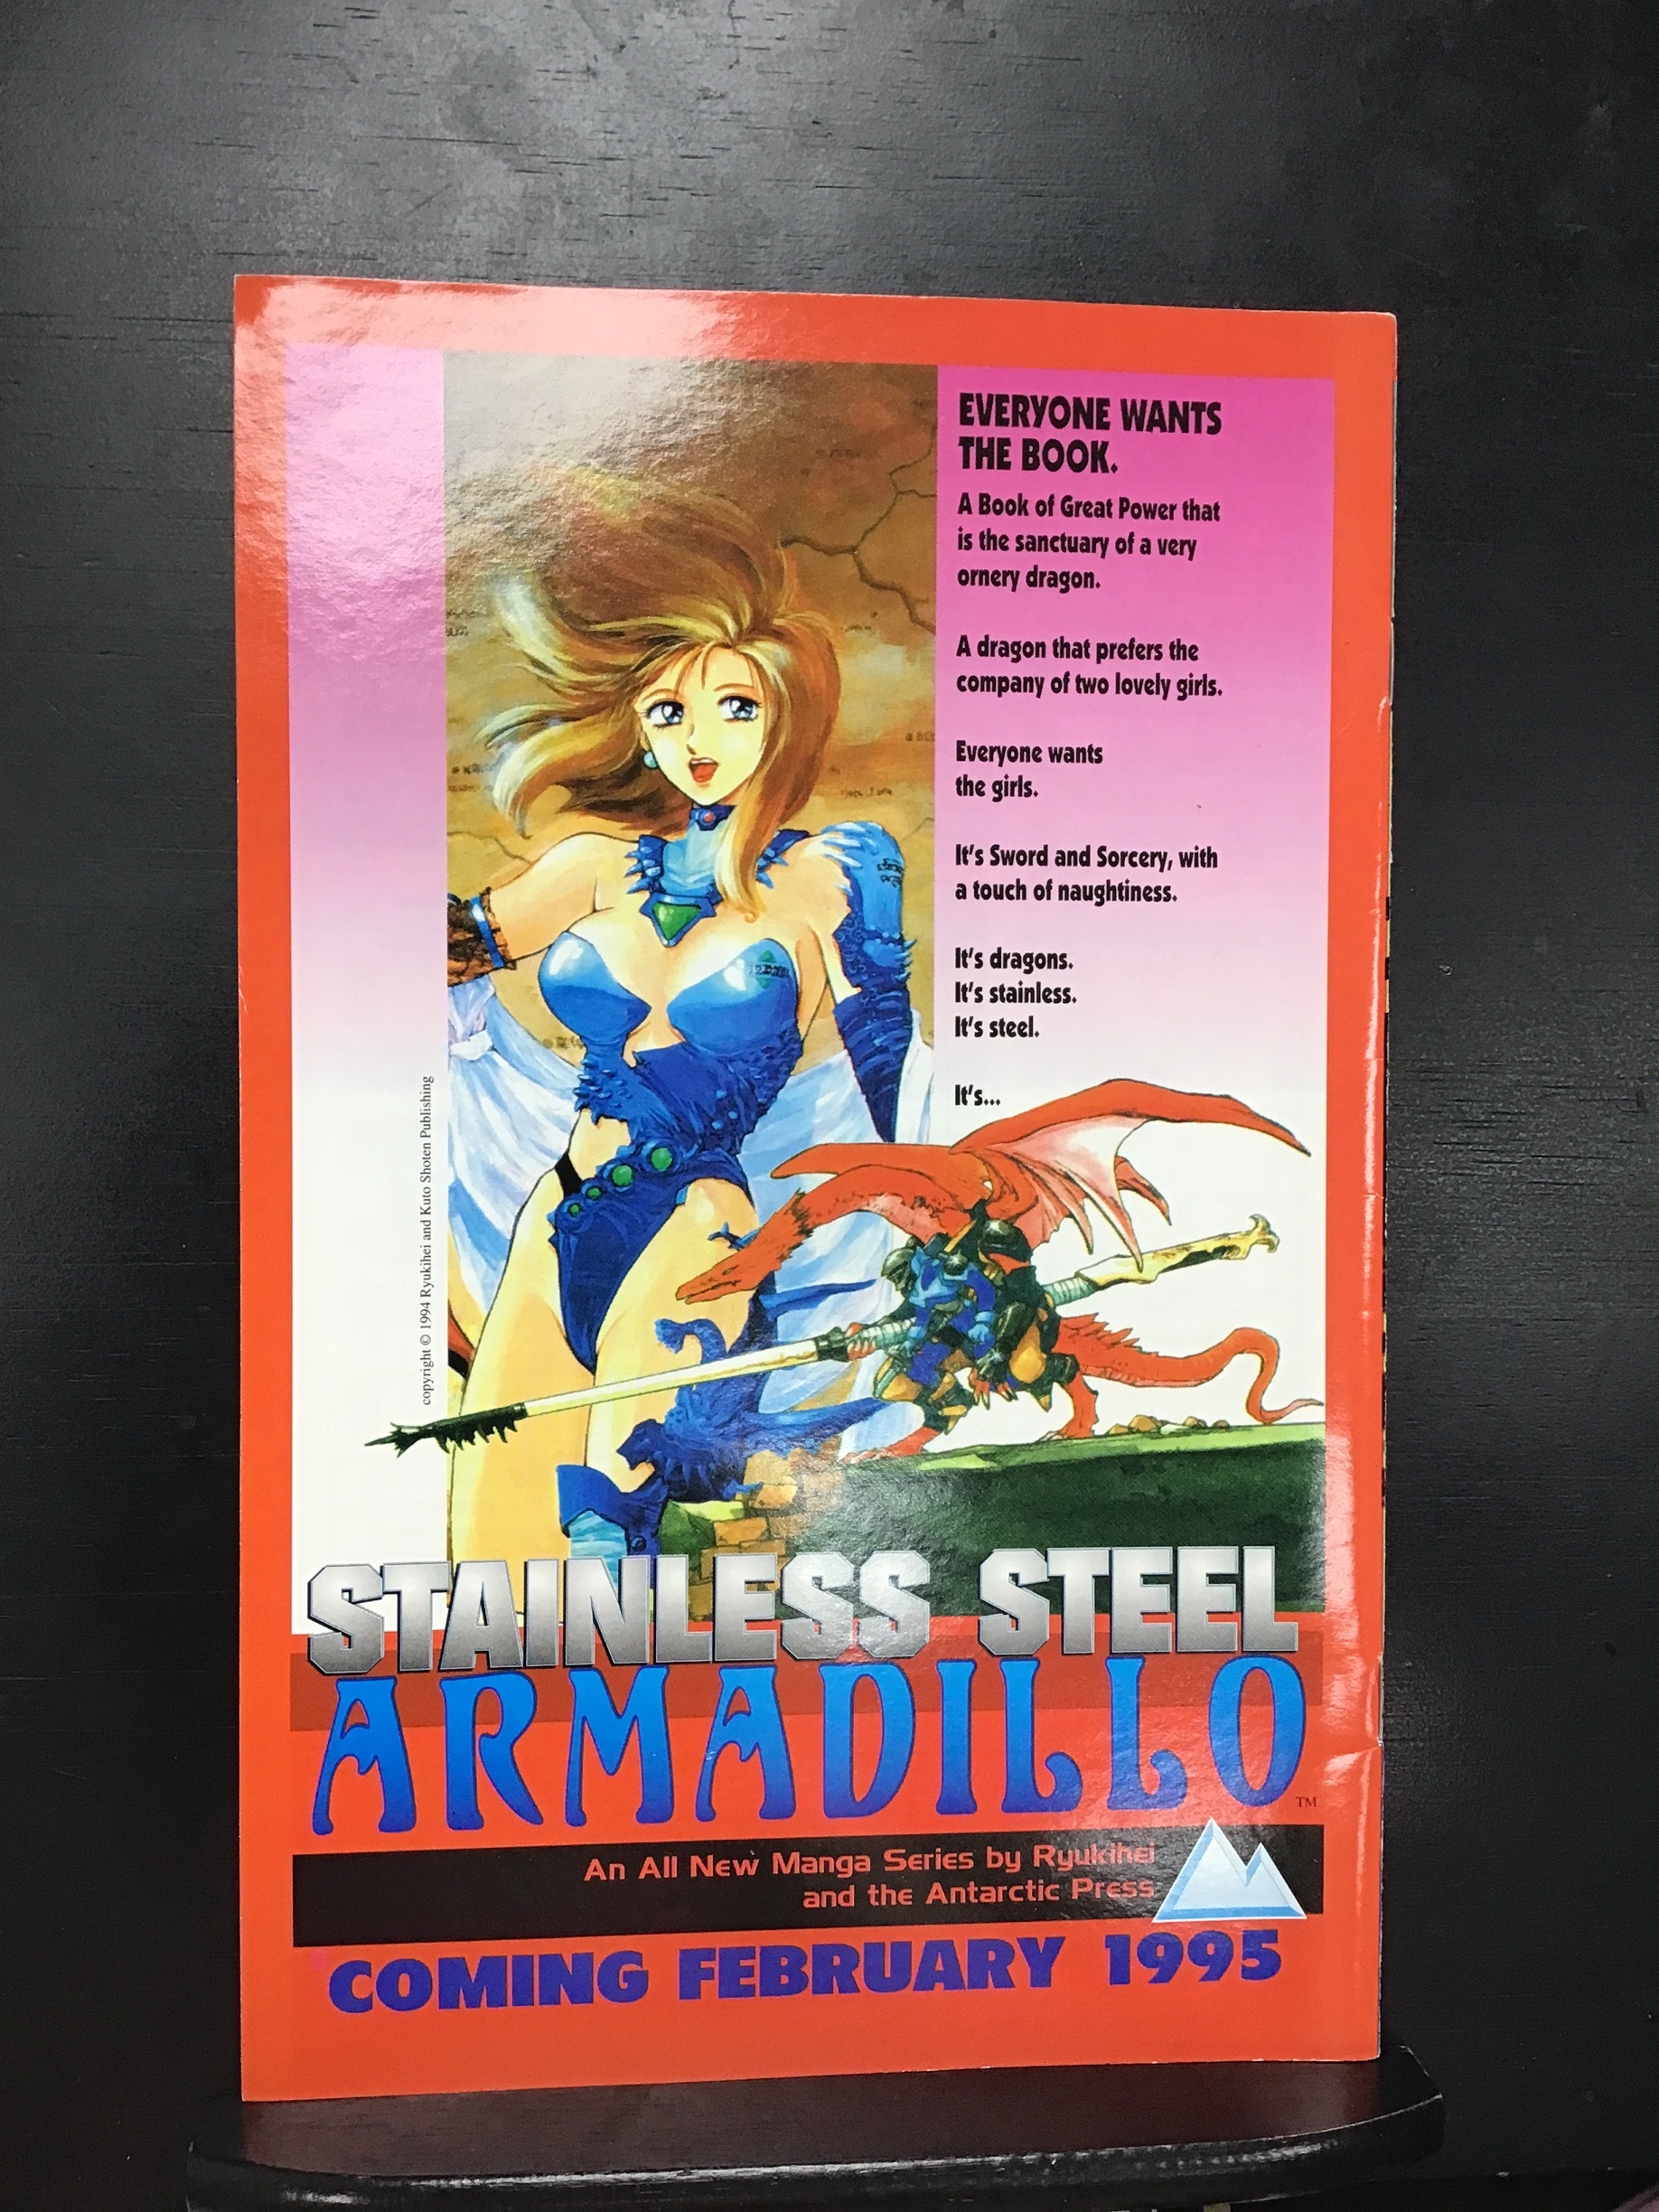 EVERYONE WANTS
THE BOOK.
A Book of Great Power that
is the sanctuary of a very
ornery dragon.
A dragon that prefers the
company of two lovely girls.
Everyone wants
the girls.
It's Sword and Sorcery, with
a touch of naughtiness.
It's dragons.
It's stainless.
It's steel.
It's...
copyright © 1994 Ryukihei and Kuto Shoten Publishing
STAINLESS STEEL
ARMADILLO
TM
An All New Manga Series by Ryukihei
and the Antarctic Press
COMING FEBRUARY 1995